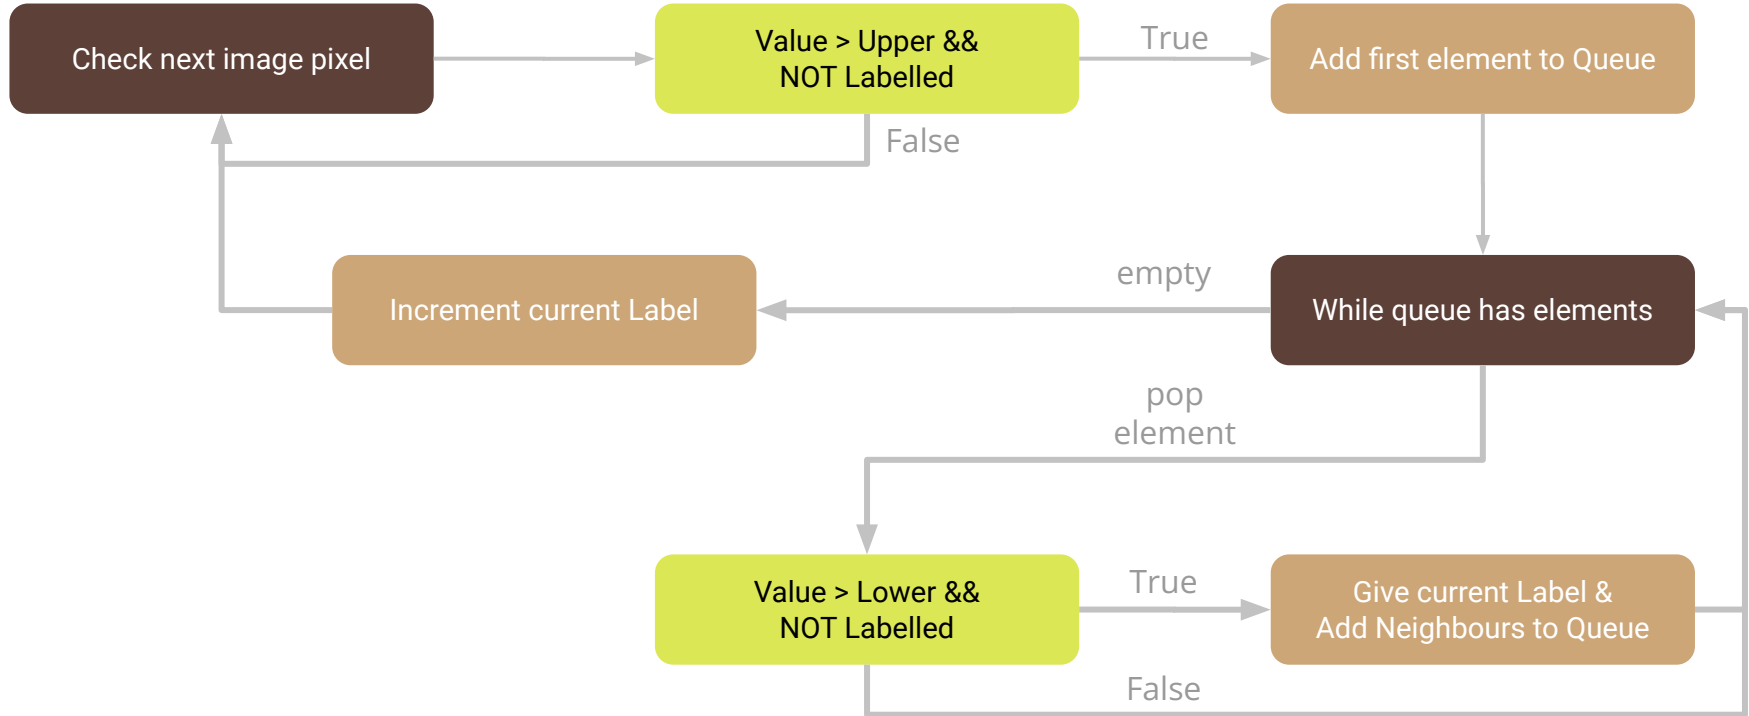 Check next image pixel
Value > Upper &&
NOT Labelled
True
Add first element to Queue
False
Increment current Label
empty
While queue has elements
pop
element
Value > Lower &&
NOT Labelled
True
Give current Label &
Add Neighbours to Queue
False